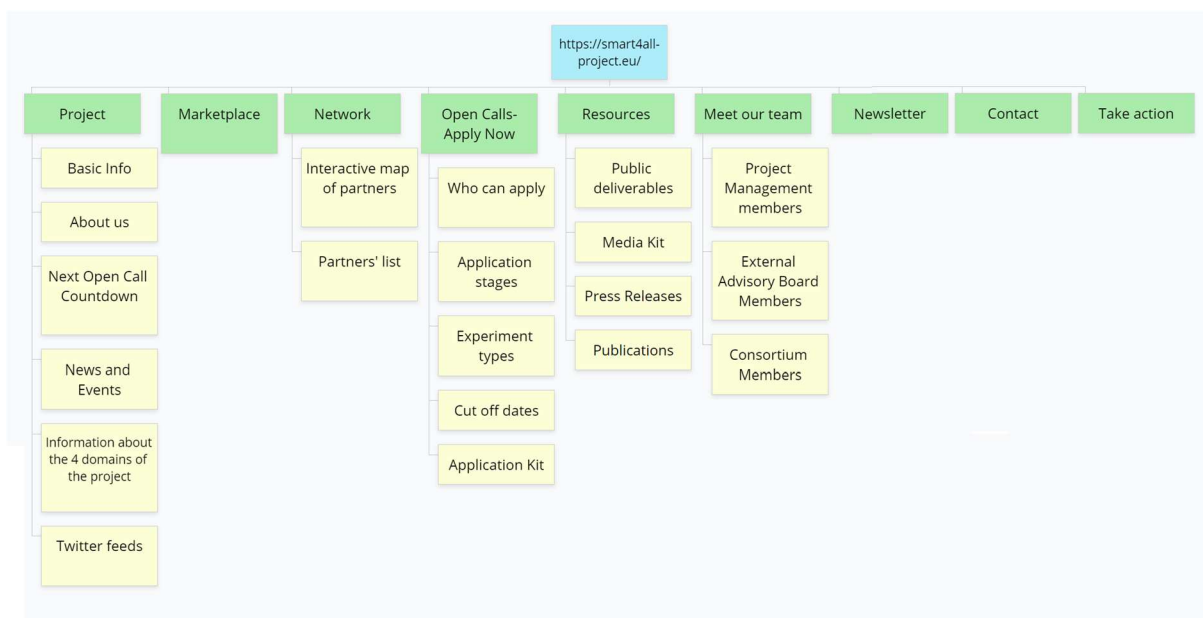 https://smart4all-
project.eu/
Project
Marketplace
Network
Open Calls-
Apply Now
Resources
Meet our team
Newsletter
Contact
Take action
Basic Info
About us
Next Open Call
Countdown
News and
Events
Information about
the 4 domains of
the project
Twitter feeds
Interactive map
of partners
Partners' list
Who can apply
Application
stages
Experiment
types
Cut off dates
Application Kit
Public
deliverables
Media Kit
Press Releases
Publications
Project
Management
members
External
Advisory Board
Members
Consortium
Members